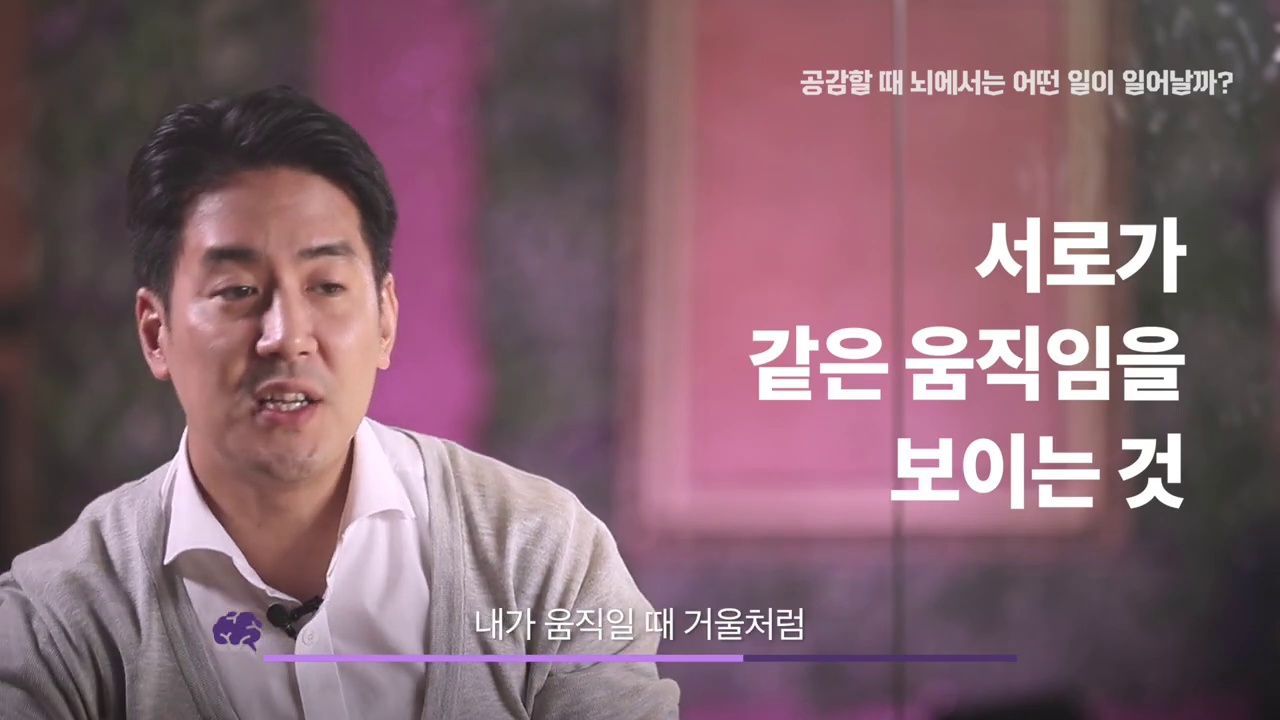 공감할 때 뇌에서는 어떤 일이 일어날까?
서로가
같은 움직임을
보이는 것
내가 움직일 때 거울처럼